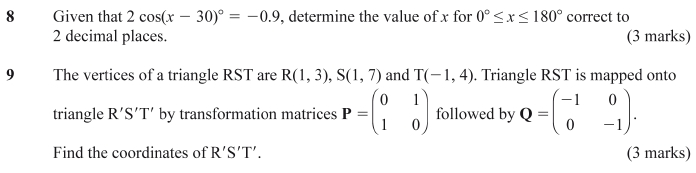 8 Given that 2 cos(x − 30)° = −0.9, determine the value of x for 0° ≤ x ≤ 180° correct to
2 decimal places. (3 marks)
9 The vertices of a triangle RST are R(1, 3), S(1, 7) and T(−1, 4). Triangle RST is mapped onto
triangle R′S′T′ by transformation matrices P = (0 1; 1 0) followed by Q = (−1 0; 0 −1).
Find the coordinates of R′S′T′. (3 marks)